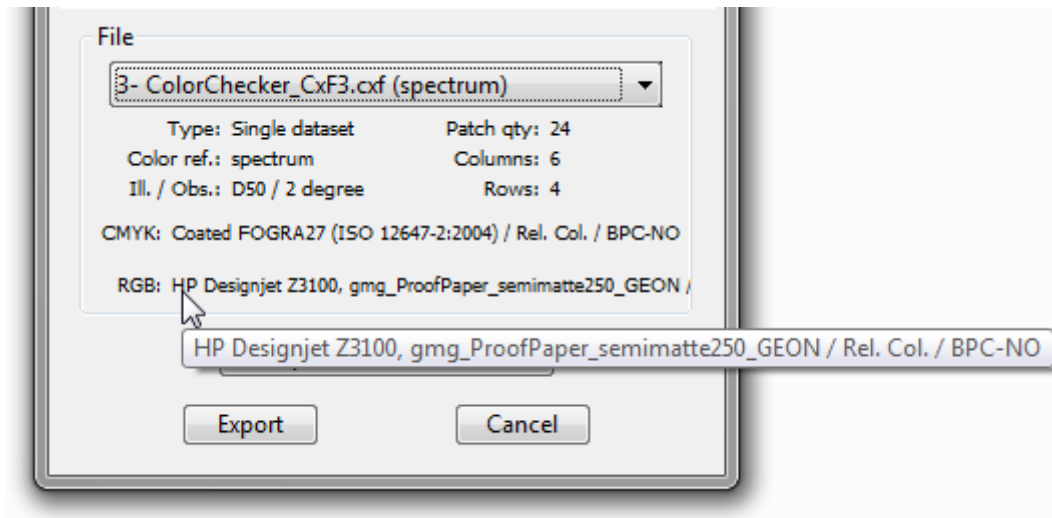 File
3- ColorChecker_CxF3.cxf (spectrum)
Type: Single dataset Patch qty: 24
Color ref.: spectrum Columns: 6
Ill. / Obs.: D50 / 2 degree Rows: 4
CMYK: Coated FOGRA27 (ISO 12647-2:2004) / Rel. Col. / BPC-NO
RGB: HP Designjet Z3100, gmg_ProofPaper_semimatte250_GEON /
HP Designjet Z3100, gmg_ProofPaper_semimatte250_GEON / Rel. Col. / BPC-NO
Export Cancel